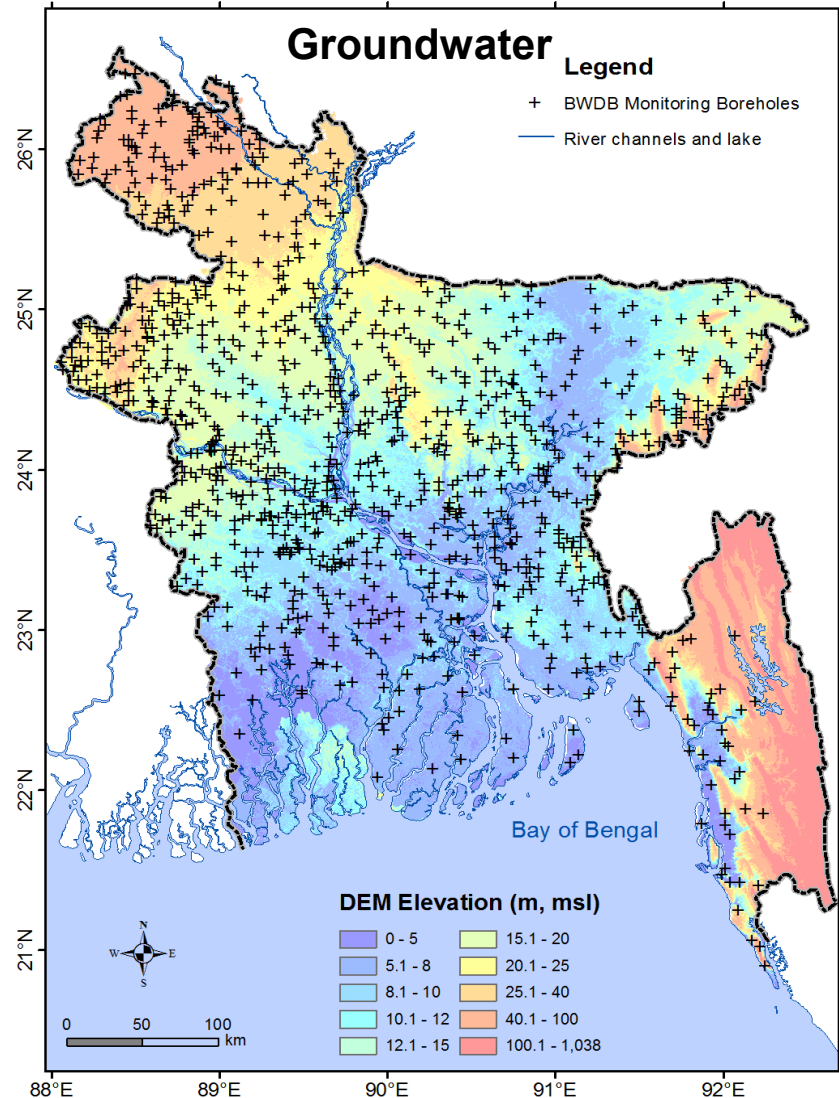 Groundwater
Legend
BWDB Monitoring Boreholes
River channels and lake
26°N
25°N
24°N
23°N
22°N
21°N
Bay of Bengal
DEM Elevation (m, msl)
0 - 5
5.1 - 8
8.1 - 10
10.1 - 12
12.1 - 15
15.1 - 20
20.1 - 25
25.1 - 40
40.1 - 100
100.1 - 1,038
N
W E
S
0 50 100
km
88°E 89°E 90°E 91°E 92°E